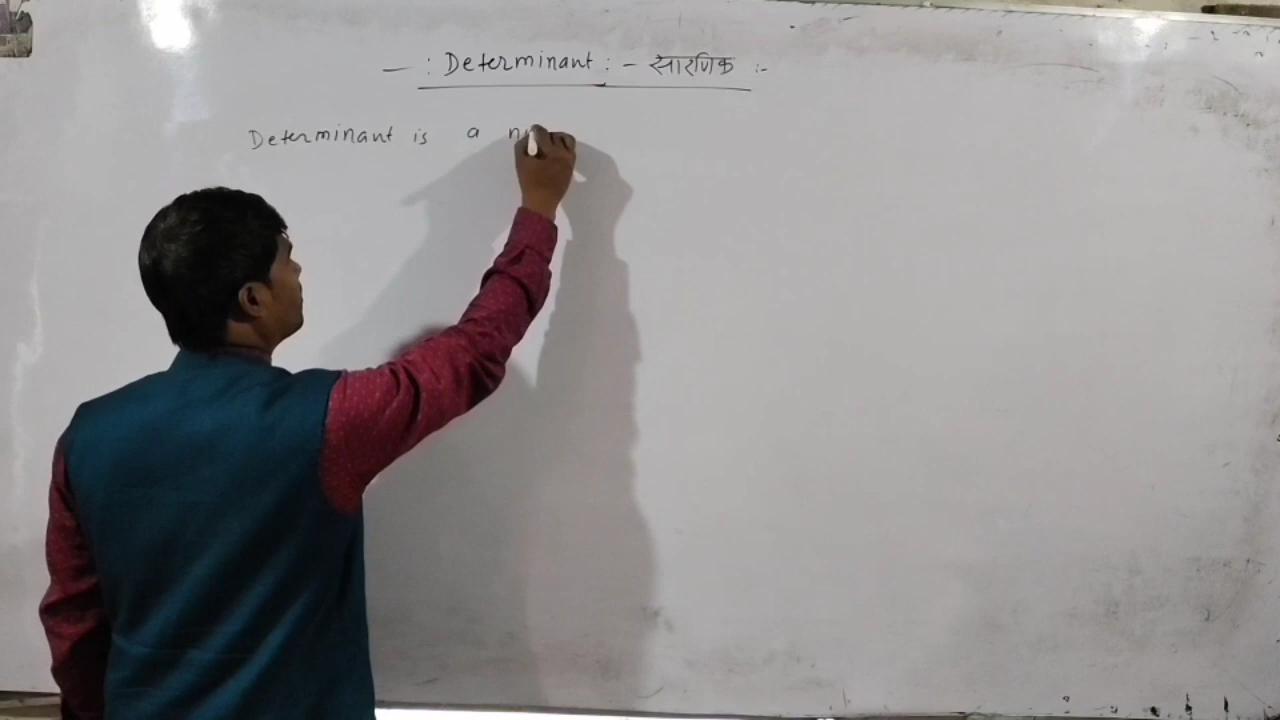 — : Determinant : - सारणिक :-
Determinant is a